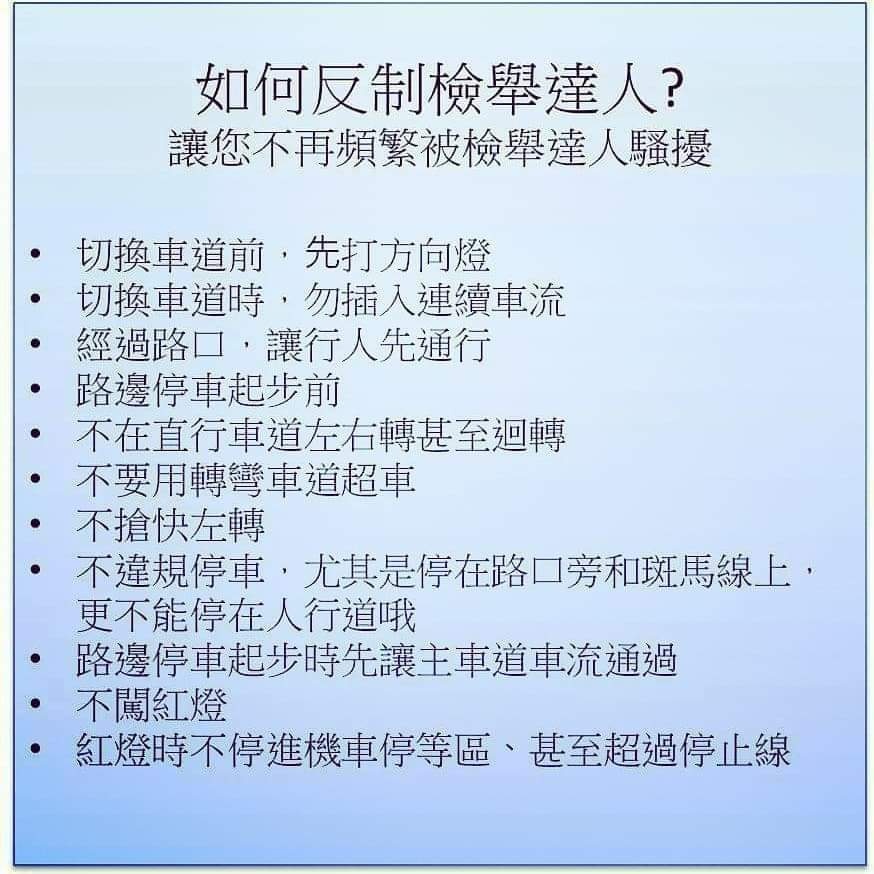 如何反制檢舉達人?
讓您不再頻繁被檢舉達人騷擾
• 切換車道前，先打方向燈
• 切換車道時，勿插入連續車流
• 經過路口，讓行人先通行
• 路邊停車起步前
• 不在直行車道左右轉甚至迴轉
• 不要用轉彎車道超車
• 不搶快左轉
• 不違規停車，尤其是停在路口旁和斑馬線上，
更不能停在人行道哦
• 路邊停車起步時先讓主車道車流通過
• 不闖紅燈
• 紅燈時不停進機車停等區、甚至超過停止線